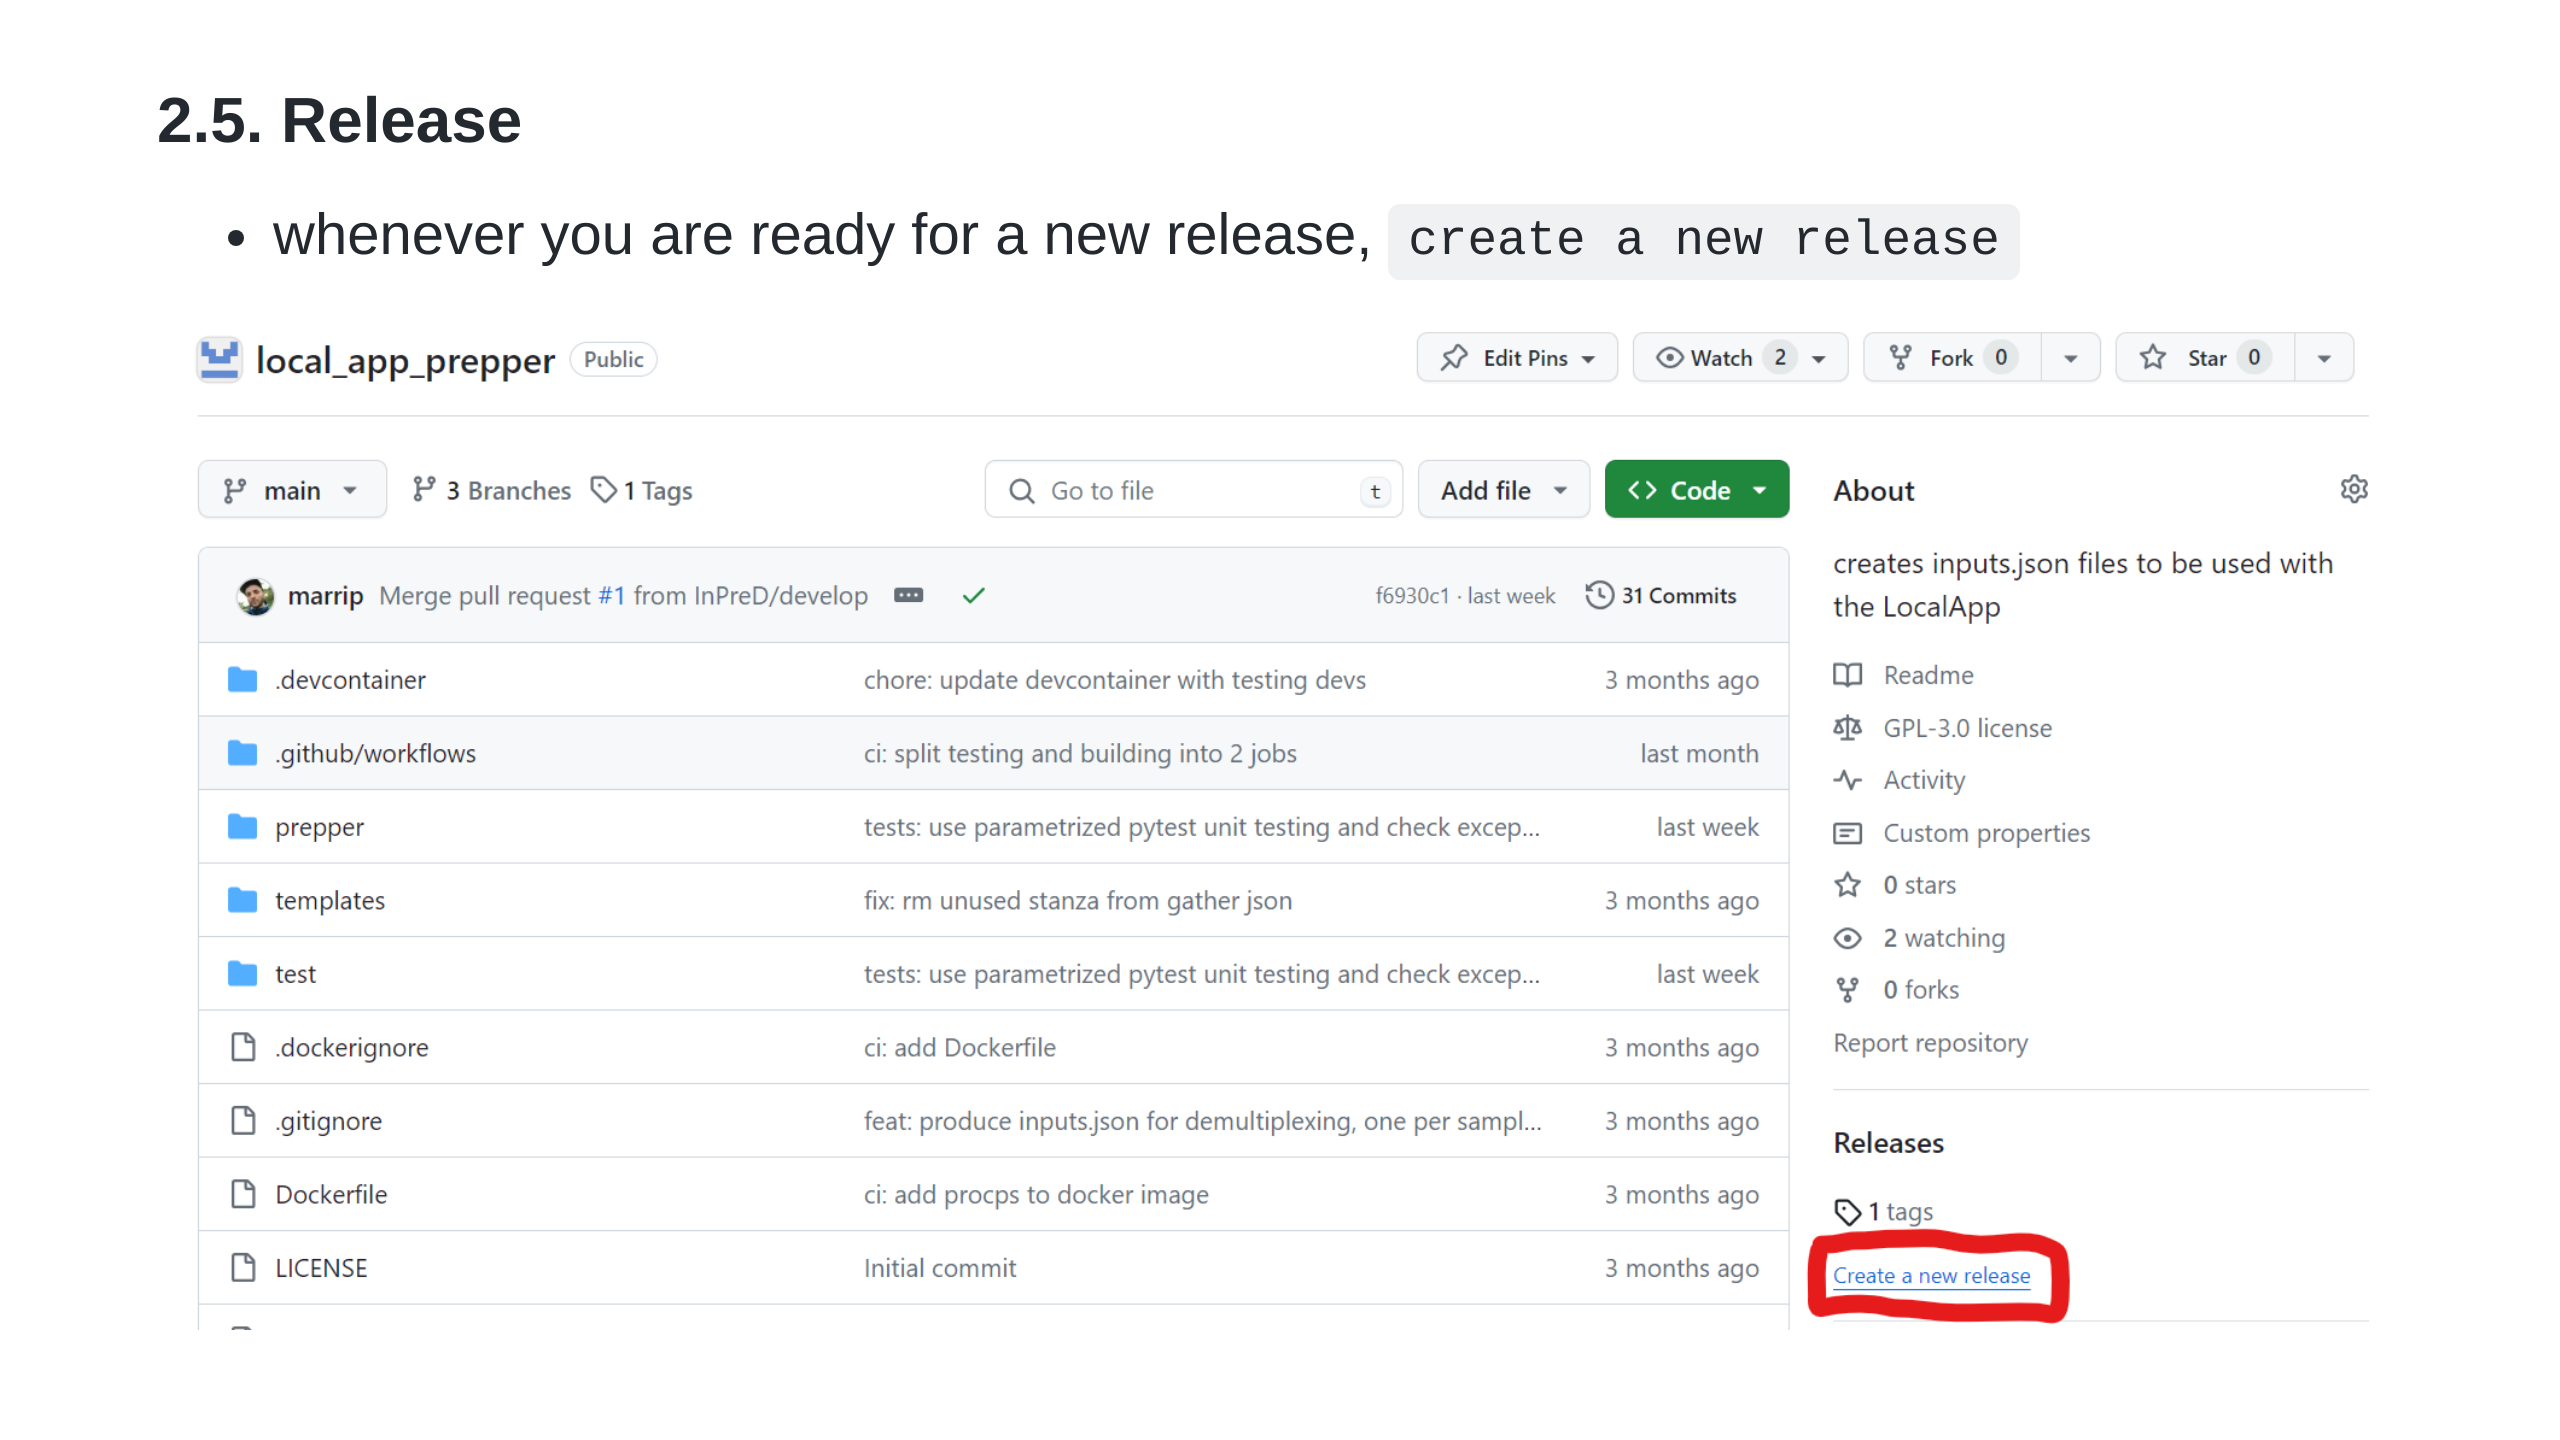 2.5. Release
• whenever you are ready for a new release, create a new release
local_app_prepper Public Edit Pins Watch 2 Fork 0 Star 0
main 3 Branches 1 Tags Go to file t Add file Code
marrip Merge pull request #1 from InPreD/develop f6930c1 · last week 31 Commits
.devcontainer chore: update devcontainer with testing devs 3 months ago
.github/workflows ci: split testing and building into 2 jobs last month
prepper tests: use parametrized pytest unit testing and check excep... last week
templates fix: rm unused stanza from gather json 3 months ago
test tests: use parametrized pytest unit testing and check excep... last week
.dockerignore ci: add Dockerfile 3 months ago
.gitignore feat: produce inputs.json for demultiplexing, one per sampl... 3 months ago
Dockerfile ci: add procps to docker image 3 months ago
LICENSE Initial commit 3 months ago
About
creates inputs.json files to be used with
the LocalApp
Readme
GPL-3.0 license
Activity
Custom properties
0 stars
2 watching
0 forks
Report repository
Releases
1 tags
Create a new release